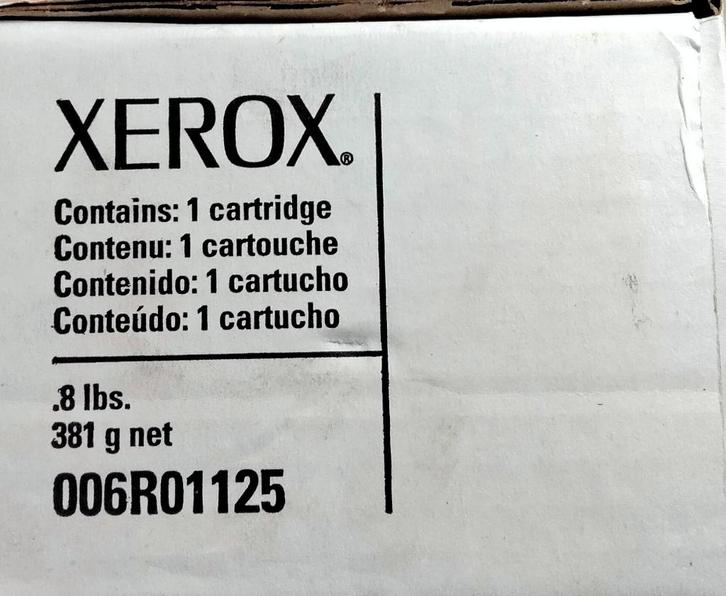 XEROX®
Contains: 1 cartridge
Contenu: 1 cartouche
Contenido: 1 cartucho
Conteúdo: 1 cartucho
.8 lbs.
381 g net
006R01125